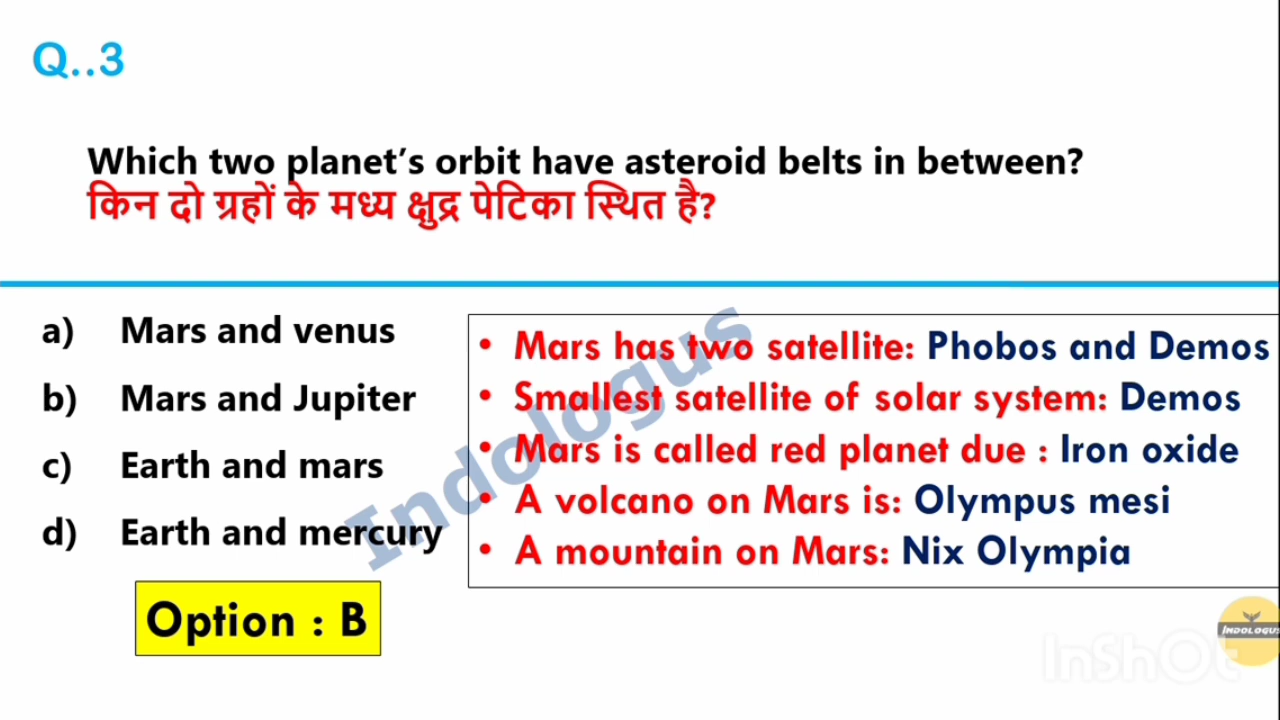 Q..3
Which two planet’s orbit have asteroid belts in between?
किन दो ग्रहों के मध्य क्षुद्र पेटिका स्थित है?
a) Mars and venus
b) Mars and Jupiter
c) Earth and mars
d) Earth and mercury
Option : B
• Mars has two satellite: Phobos and Demos
• Smallest satellite of solar system: Demos
• Mars is called red planet due : Iron oxide
• A volcano on Mars is: Olympus mesi
• A mountain on Mars: Nix Olympia
Indologus
INDOLOGUS
InShOt